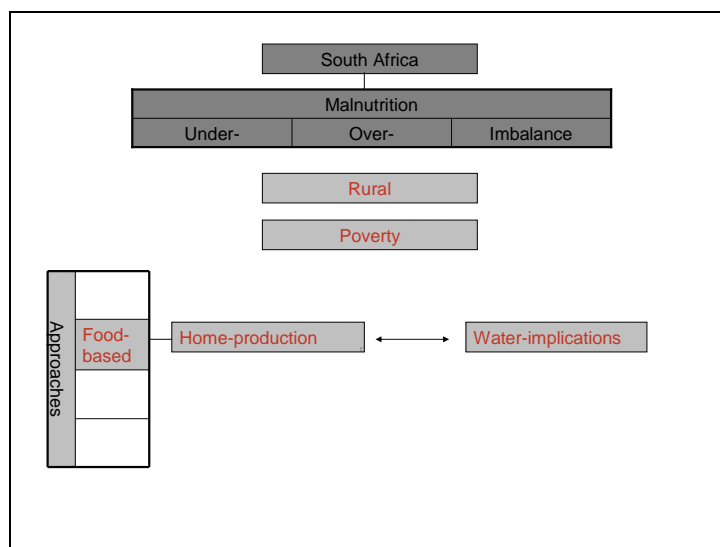 South Africa
Malnutrition
Under-
Over-
Imbalance
Rural
Poverty
Approaches
Food-
based
Home-production
Water-implications